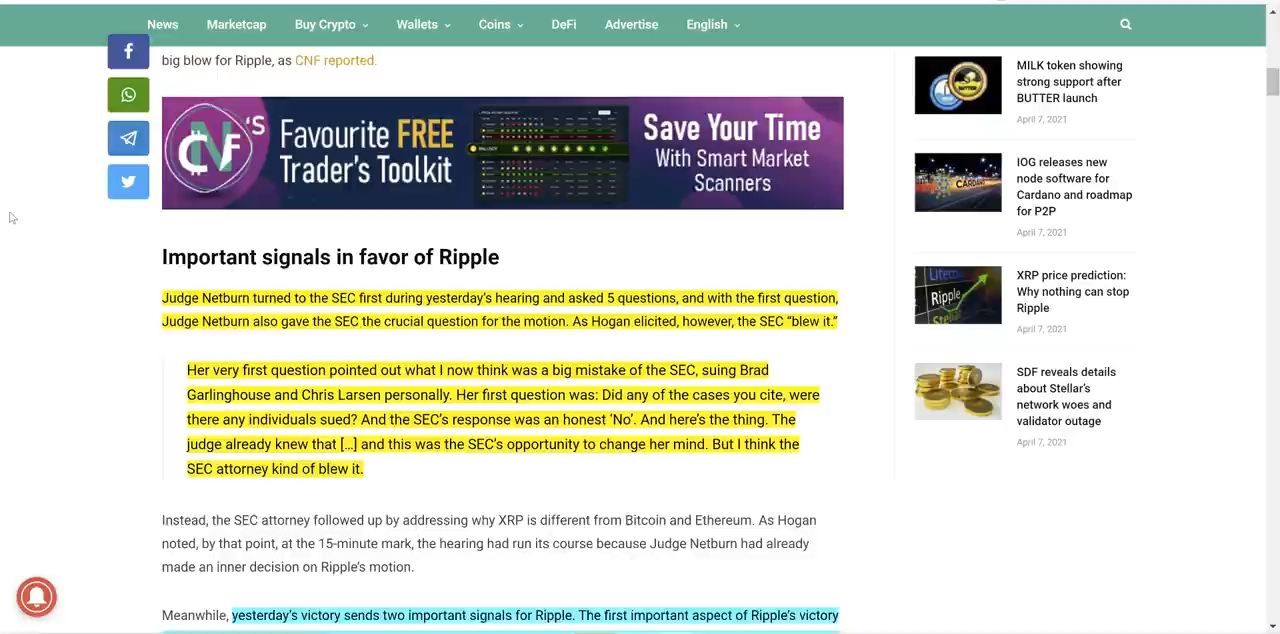 News Marketcap Buy Crypto Wallets Coins DeFi Advertise English
big blow for Ripple, as CNF reported.
CNF'S Favourite FREE
Trader's Toolkit
Save Your Time
With Smart Market
Scanners
Important signals in favor of Ripple
Judge Netburn turned to the SEC first during yesterday's hearing and asked 5 questions, and with the first question,
Judge Netburn also gave the SEC the crucial question for the motion. As Hogan elicited, however, the SEC “blew it.”
Her very first question pointed out what I now think was a big mistake of the SEC, suing Brad
Garlinghouse and Chris Larsen personally. Her first question was: Did any of the cases you cite, were
there any individuals sued? And the SEC's response was an honest ‘No’. And here's the thing. The
judge already knew that […] and this was the SEC's opportunity to change her mind. But I think the
SEC attorney kind of blew it.
Instead, the SEC attorney followed up by addressing why XRP is different from Bitcoin and Ethereum. As Hogan
noted, by that point, at the 15-minute mark, the hearing had run its course because Judge Netburn had already
made an inner decision on Ripple's motion.
Meanwhile, yesterday's victory sends two important signals for Ripple. The first important aspect of Ripple's victory
BUTTER
MILK token showing
strong support after
BUTTER launch
April 7, 2021
CARDANO
IOG releases new
node software for
Cardano and roadmap
for P2P
April 7, 2021
Ripple
XRP price prediction:
Why nothing can stop
Ripple
April 7, 2021
SDF reveals details
about Stellar's
network woes and
validator outage
April 7, 2021